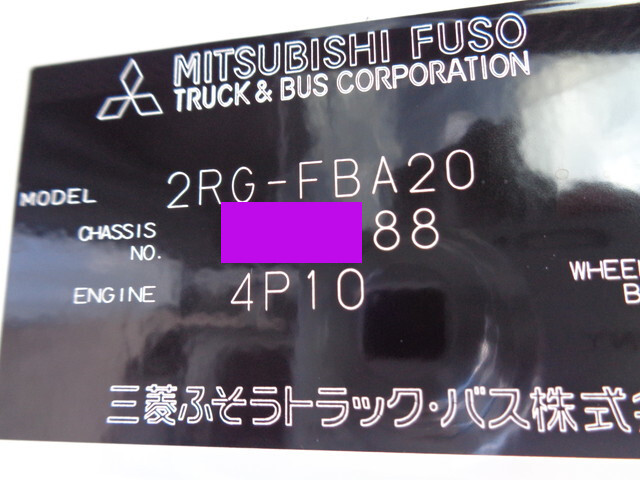 MITSUBISHI FUSO
TRUCK & BUS CORPORATION
MODEL 2RG-FBA20
CHASSIS NO. 88
ENGINE 4P10
WHEEL
三菱ふそうトラック・バス株式